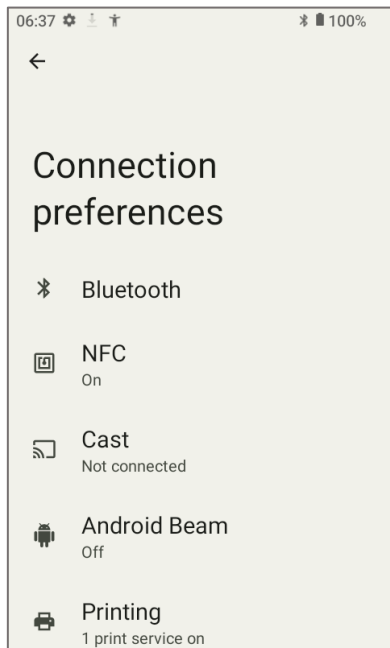 06:37 100%
Connection
preferences
Bluetooth
NFC
On
Cast
Not connected
Android Beam
Off
Printing
1 print service on